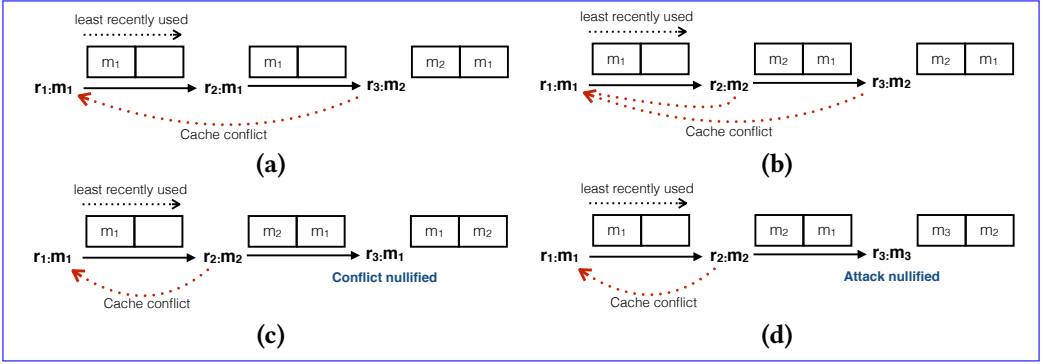 least recently used
m₁
m₁
m₂ m₁
r₁:m₁ r₂:m₁ r₃:m₂
Cache conflict
(a)
least recently used
m₁
m₂ m₁
m₂ m₁
r₁:m₁ r₂:m₂ r₃:m₂
Cache conflict
(b)
least recently used
m₁
m₂ m₁
m₁ m₂
r₁:m₁ r₂:m₂ r₃:m₁
Conflict nullified
Cache conflict
(c)
least recently used
m₁
m₂ m₁
m₃ m₂
r₁:m₁ r₂:m₂ r₃:m₃
Attack nullified
Cache conflict
(d)